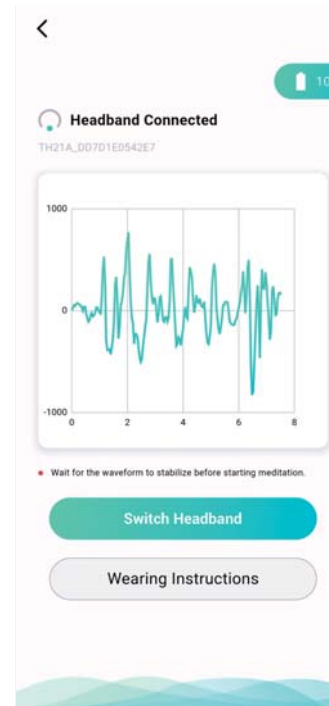 10
Headband Connected
TH21A_DD7D1E0542E7
1000
0
-1000
0 2 4 6 8
Wait for the waveform to stabilize before starting meditation.
Switch Headband
Wearing Instructions